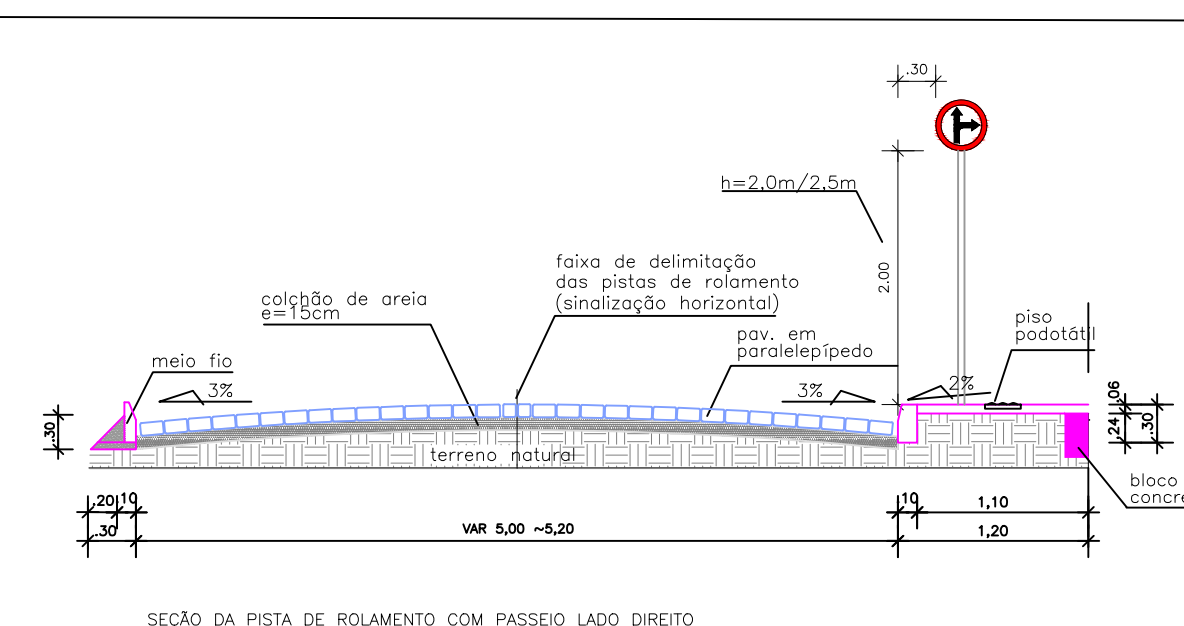 .30
h=2,0m/2,5m
2.00
faixa de delimitação
das pistas de rolamento
(sinalização horizontal)
colchão de areia
e=15cm
piso
podotátil
pav. em
paralelepípedo
meio fio
3%
3%
2%
.30
.06
.24
.30
terreno natural
bloco
.20
.10
.10
1,10
.30
VAR 5,00 ~5,20
1,20
SECÃO DA PISTA DE ROLAMENTO COM PASSEIO LADO DIREITO